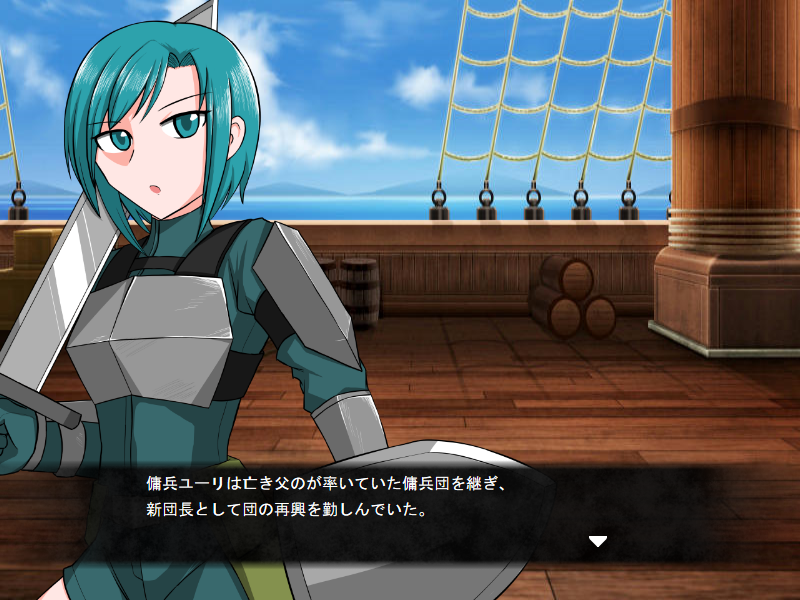 傭兵ユーリは亡き父のが率いていた傭兵団を継ぎ、
新団長として団の再興を勤しんでいた。